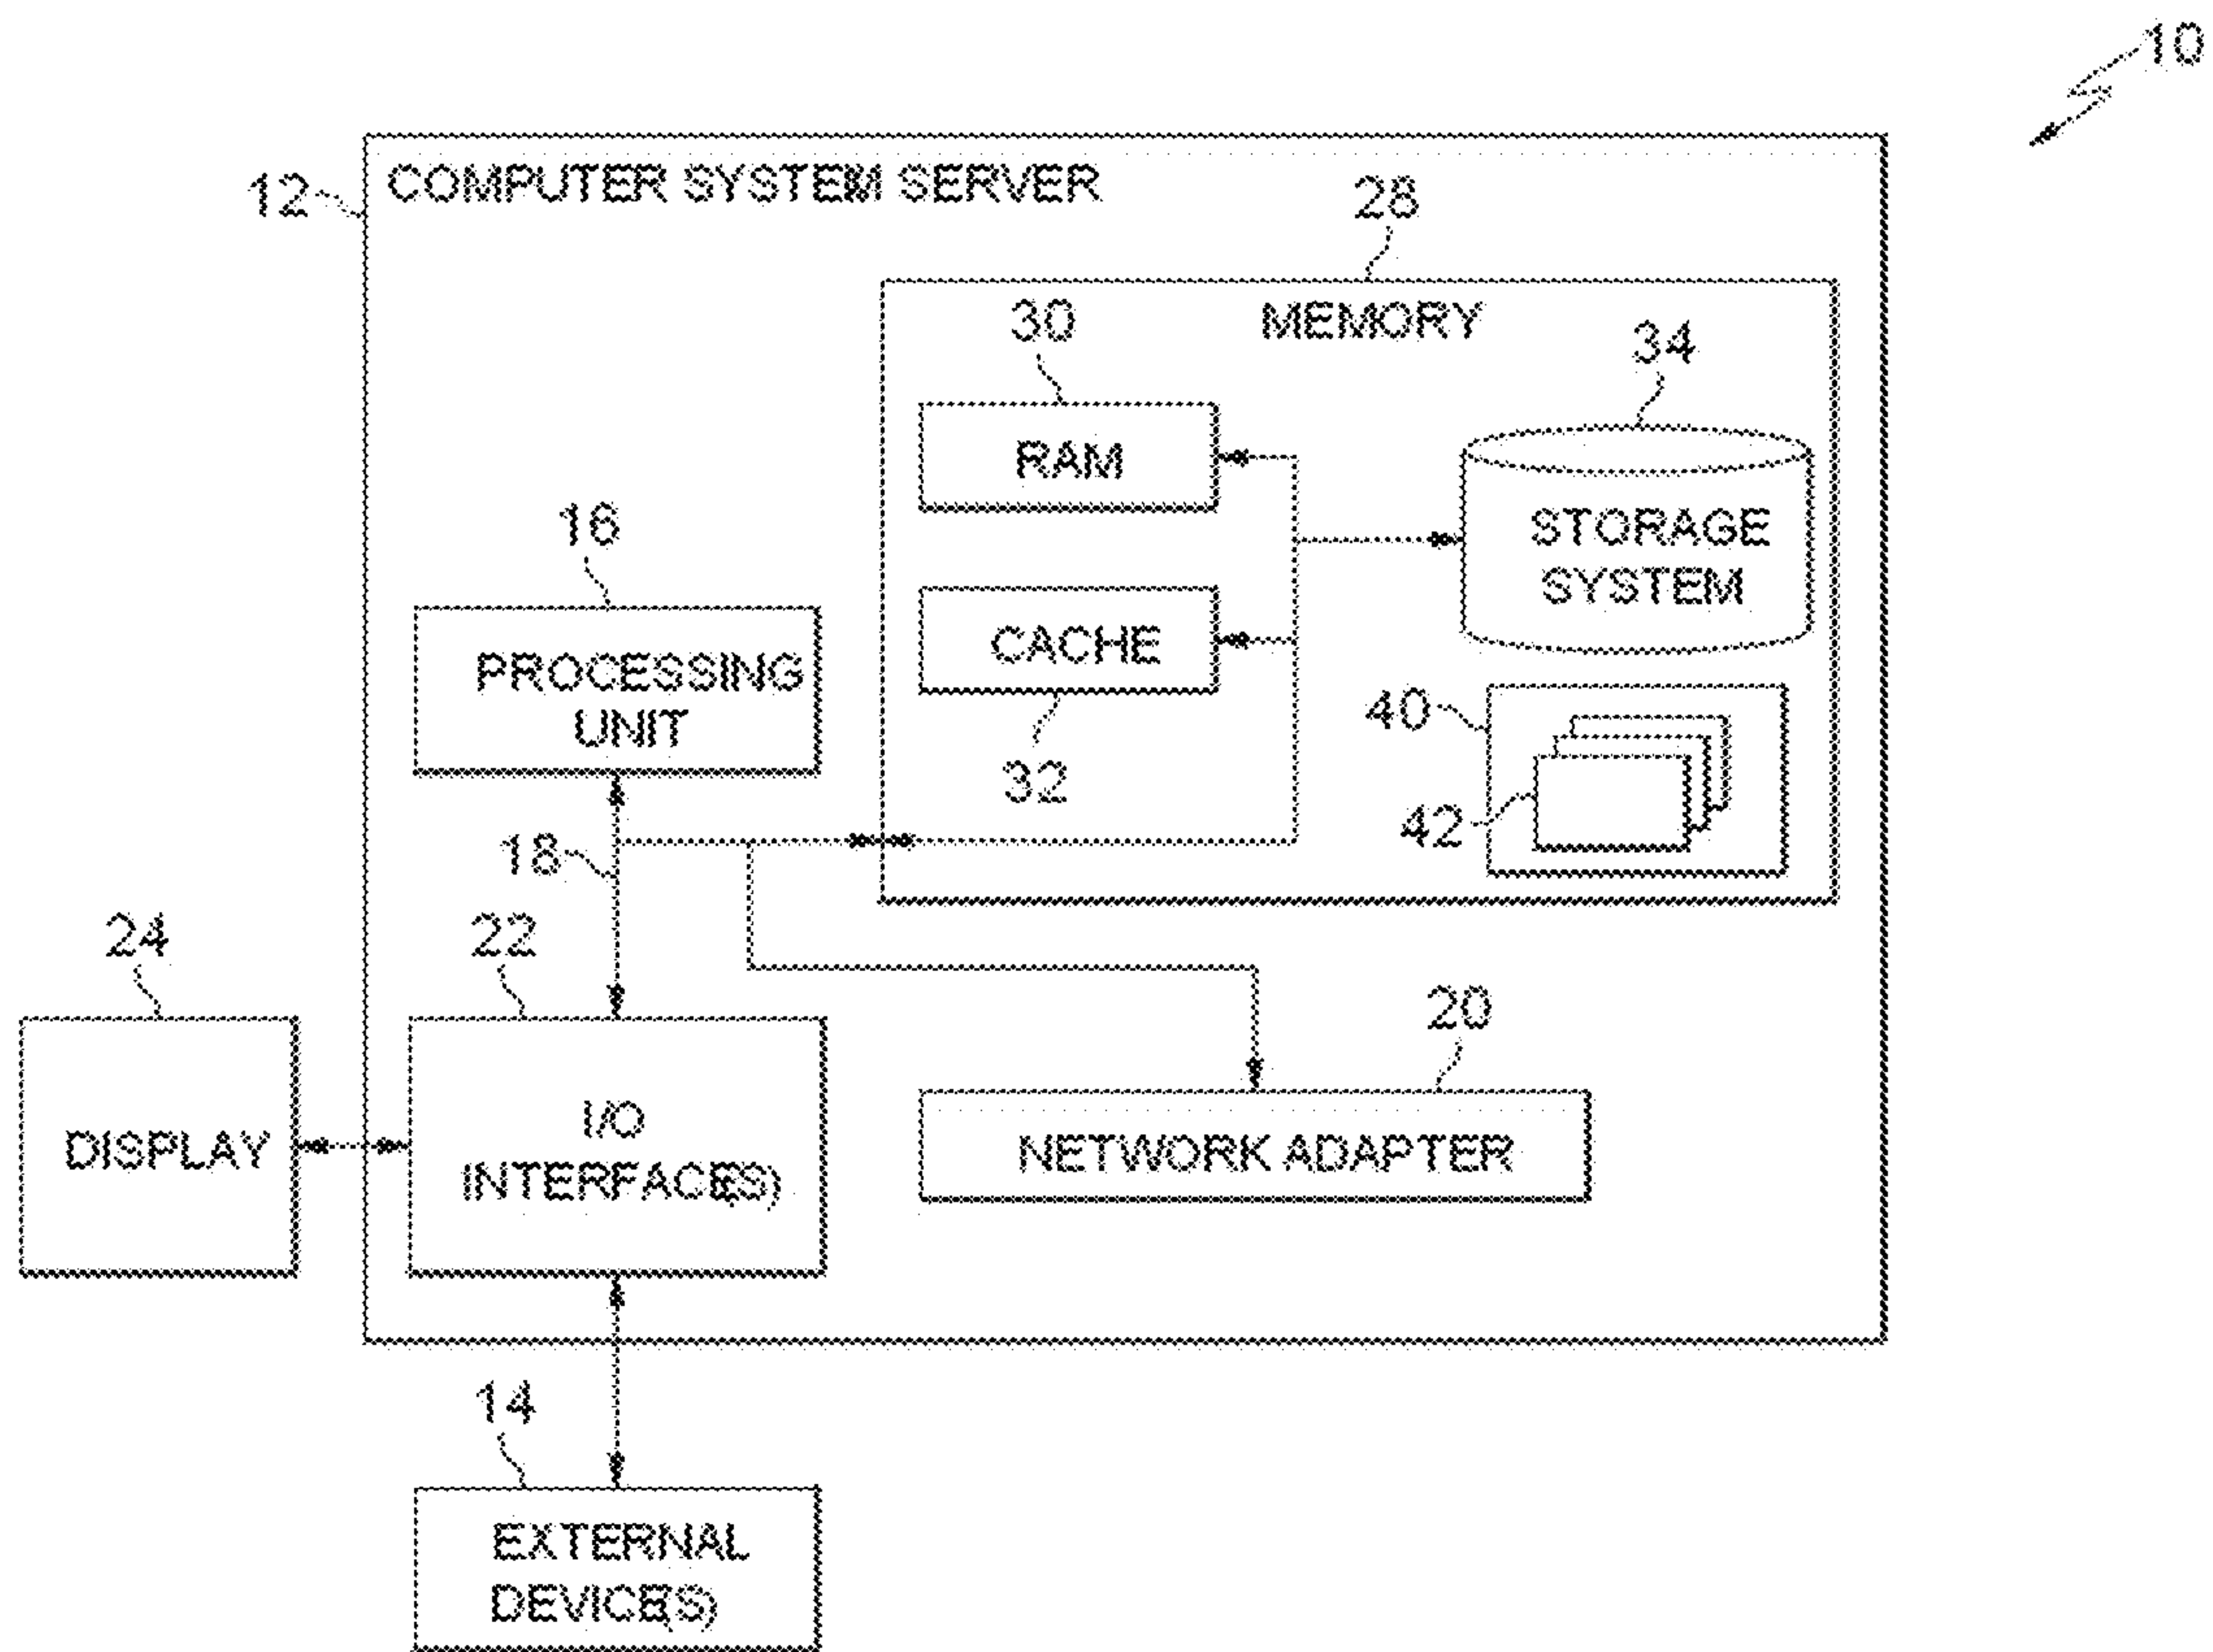 10
12
COMPUTER SYSTEM SERVER
28
MEMORY
30
34
RAM
STORAGE
SYSTEM
16
PROCESSING
UNIT
CACHE
32
40
42
18
24
22
20
DISPLAY
I/O
INTERFACE(S)
NETWORK ADAPTER
14
EXTERNAL
DEVICE(S)